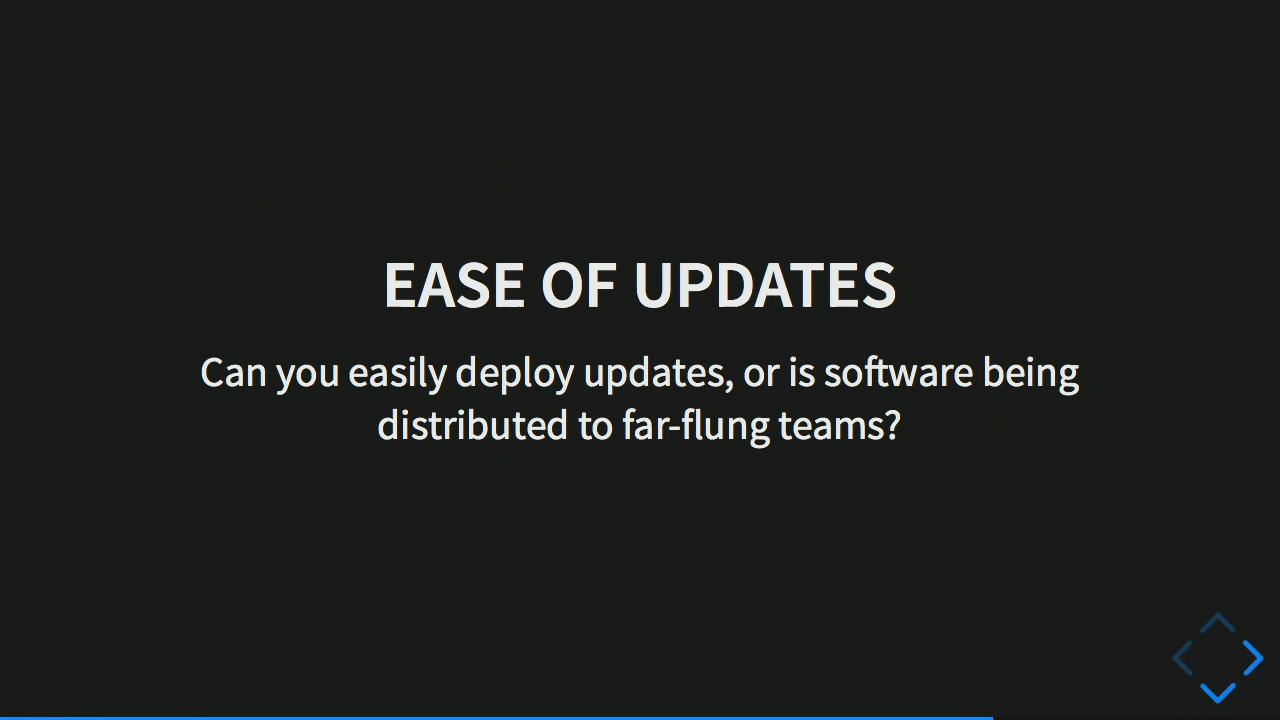 EASE OF UPDATES
Can you easily deploy updates, or is software being
distributed to far-flung teams?